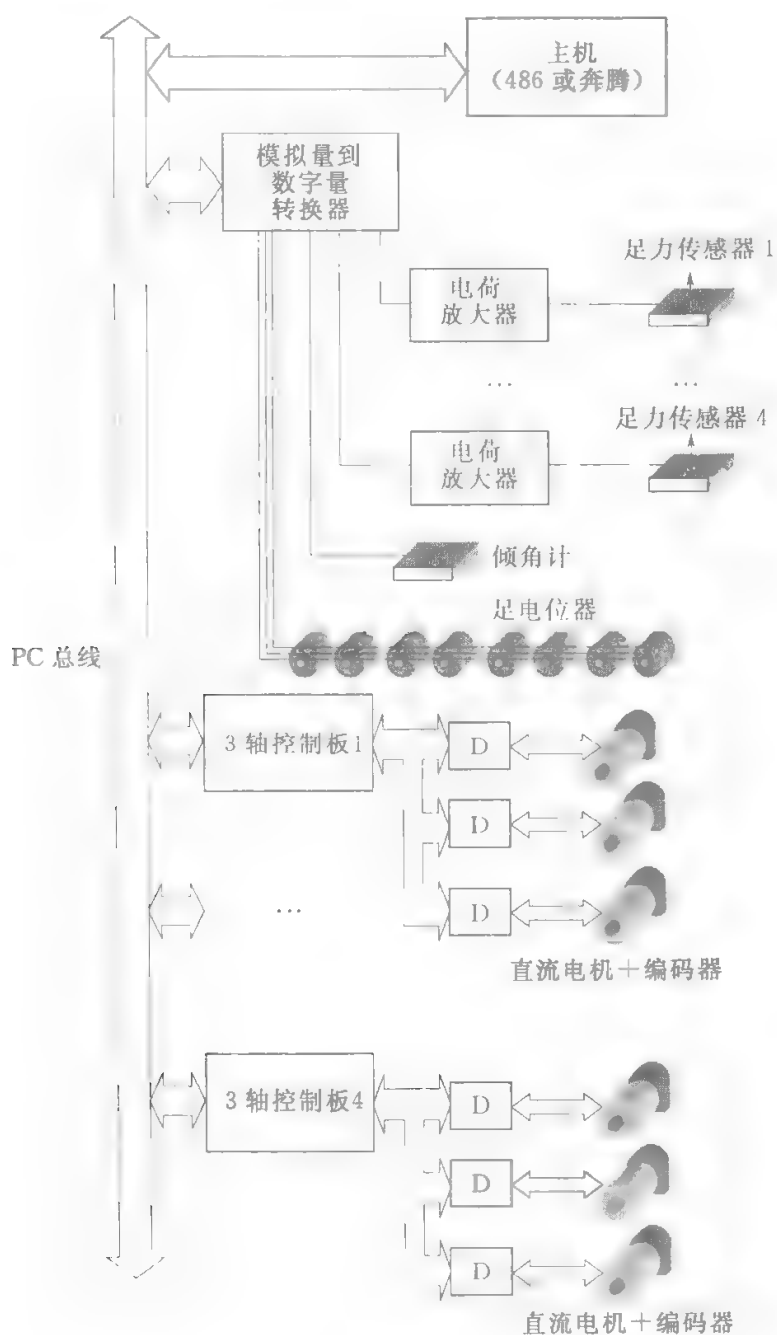 主机
(486 或奔腾)
模拟量到
数字量
转换器
足力传感器 1
电荷
放大器
…
…
足力传感器 4
电荷
放大器
倾角计
足电位器
PC 总线
3 轴控制板1
D
D
…
D
直流电机＋编码器
3 轴控制板4
D
D
D
直流电机＋编码器